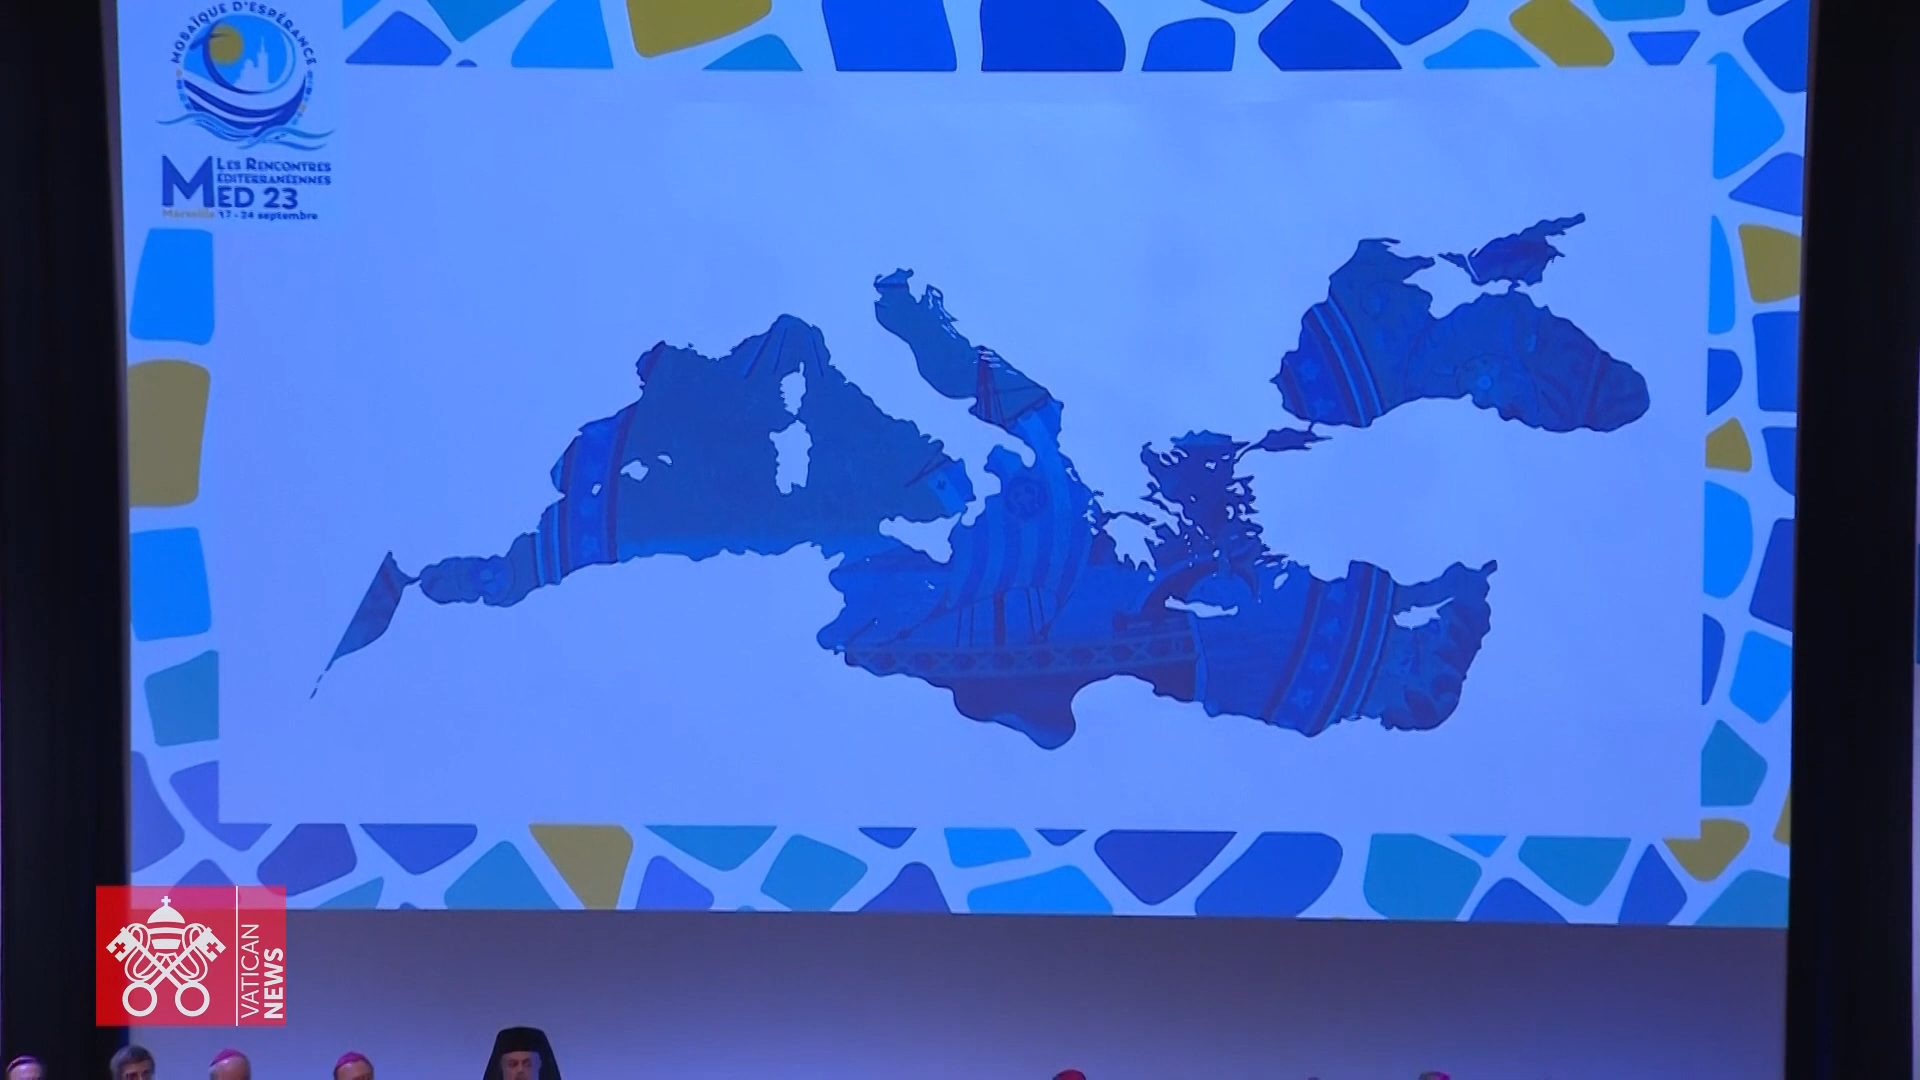 MOSAÏQUE D'ESPÉRANCE
LES RENCONTRES
MÉDITERRANÉENNES
MED 23
Marseille 17 - 24 septembre
VATICAN
NEWS